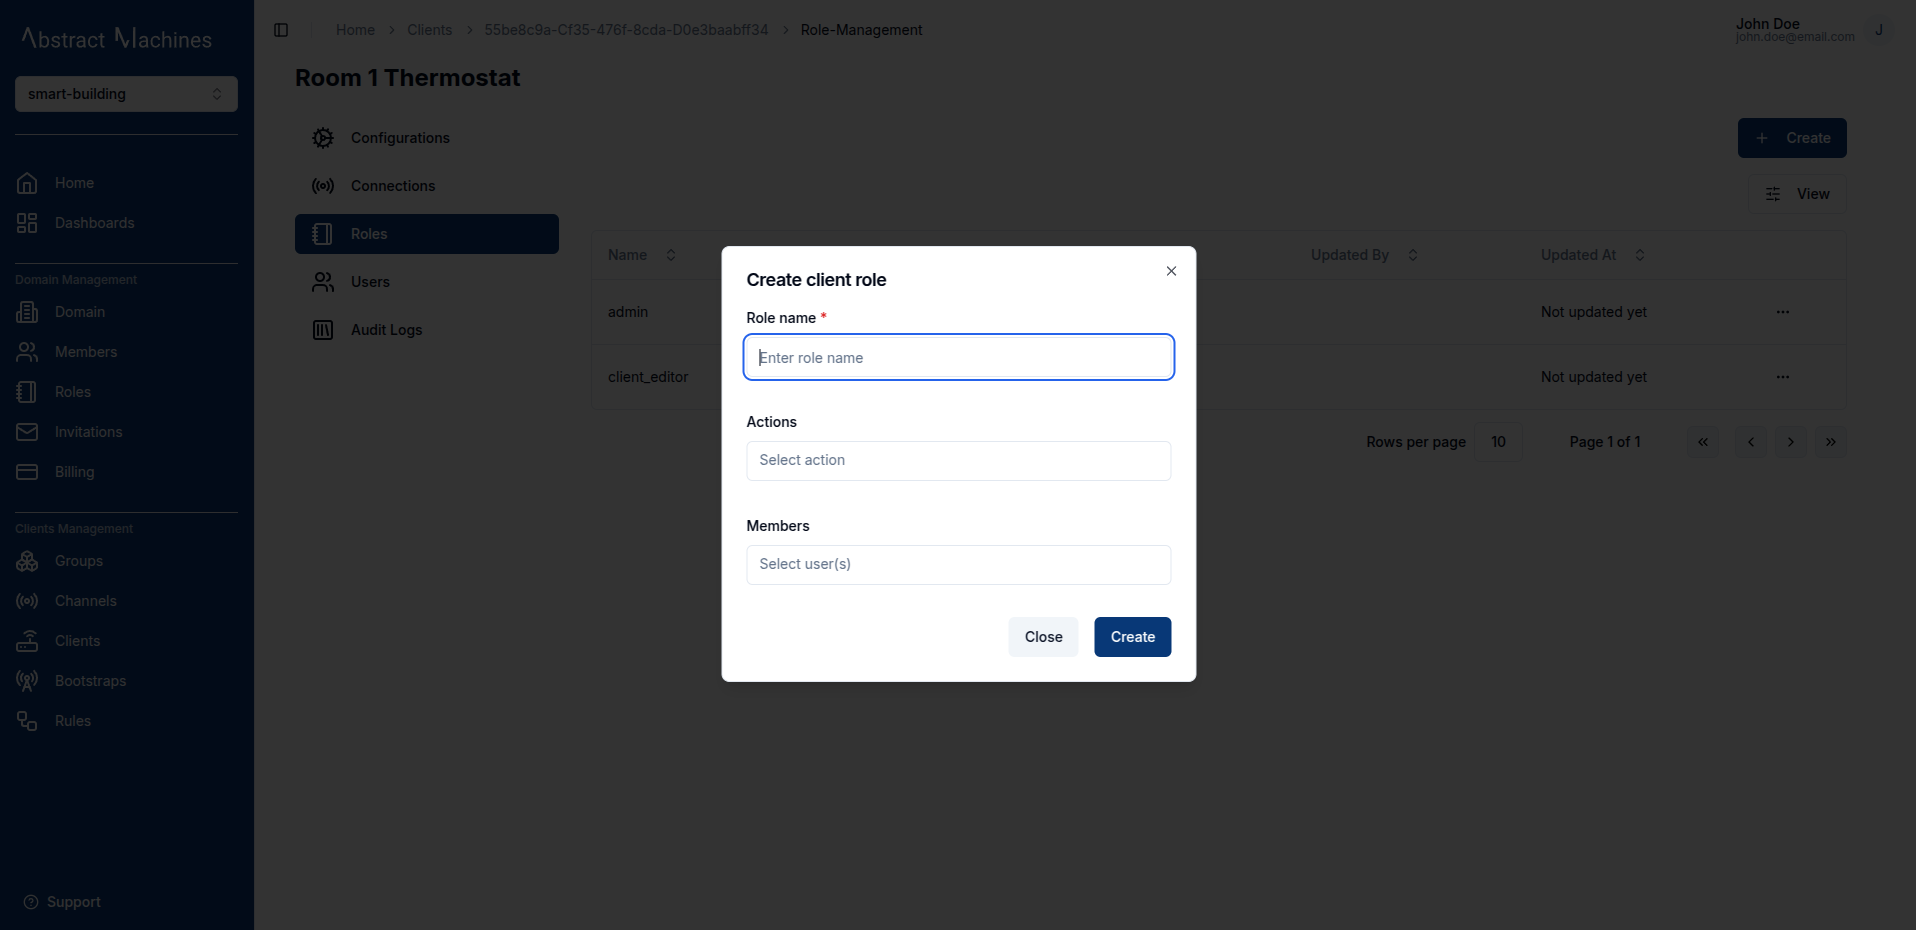 Abstract Machines
smart-building
Home
Dashboards
Domain Management
Domain
Members
Roles
Invitations
Billing
Clients Management
Groups
Channels
Clients
Bootstraps
Rules
Support
Home > Clients > 55be8c9a-Cf35-476f-8cda-D0e3baabff34 > Role-Management
John Doe
john.doe@email.com
J
Room 1 Thermostat
Configurations
Connections
Roles
Users
Audit Logs
+ Create
View
Name Updated By Updated At
admin Not updated yet ...
client_editor Not updated yet ...
Rows per page 10 Page 1 of 1
Create client role
Role name *
Enter role name
Actions
Select action
Members
Select user(s)
Close Create